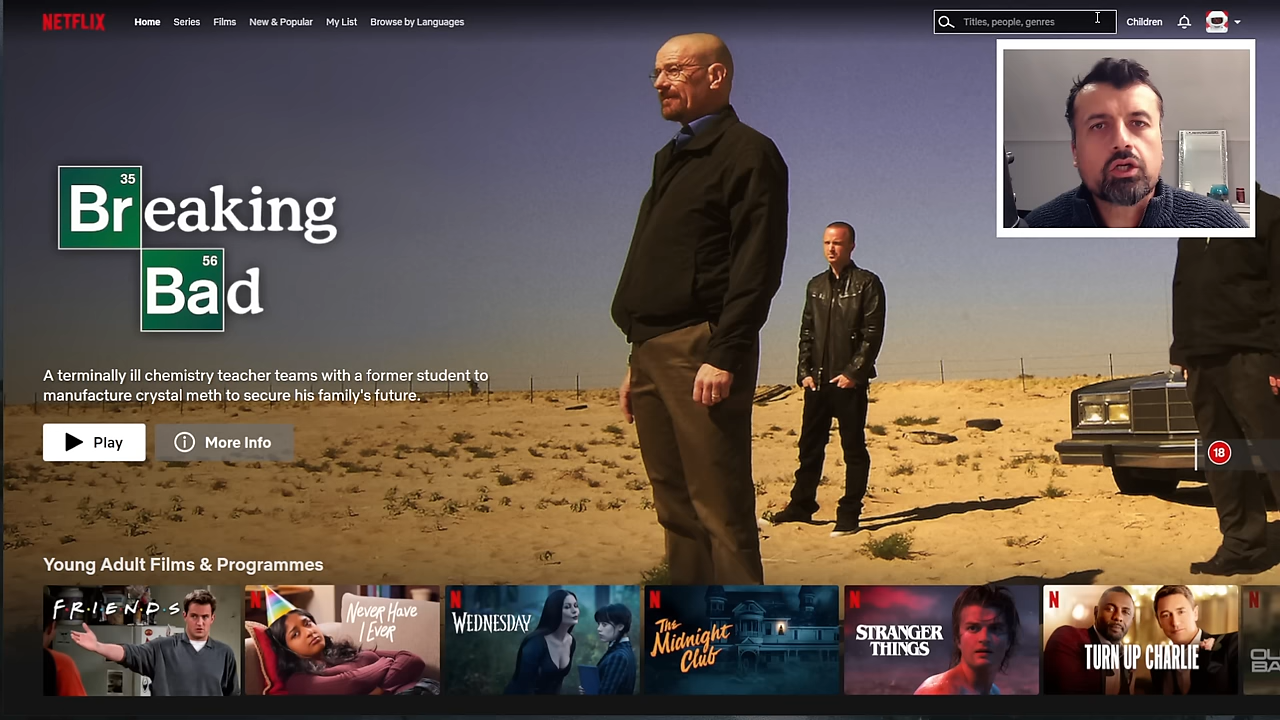 NETFLIX
Home Series Films New & Popular My List Browse by Languages
Titles, people, genres
Children
35
Breaking
56
Bad
A terminally ill chemistry teacher teams with a former student to
manufacture crystal meth to secure his family's future.
Play
More Info
18
Young Adult Films & Programmes
F·R·I·E·N·D·S
N
Never Have
I Ever
N
WEDNESDAY
N
The
Midnight
Club
N
STRANGER
THINGS
N
TURN UP CHARLIE
N
OU
BA